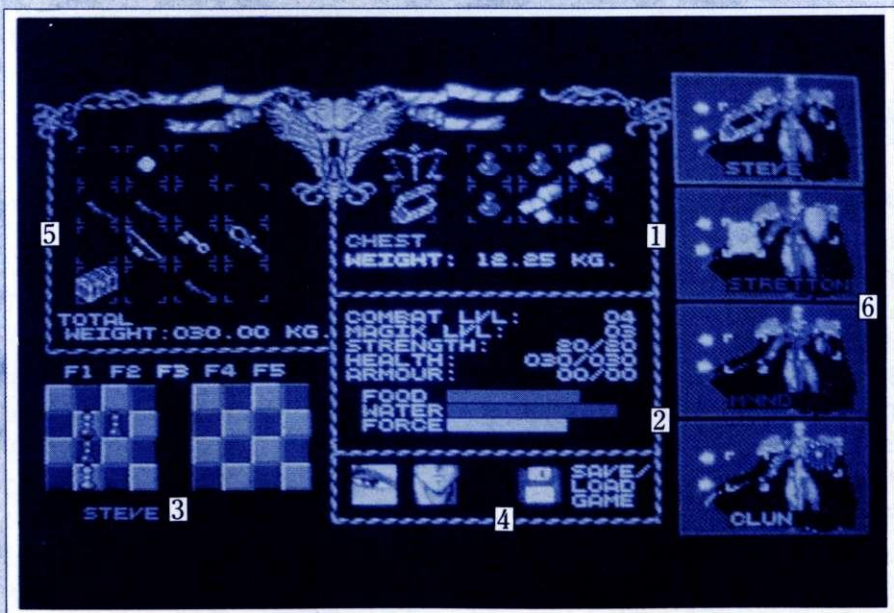 STEVE
5
CHEST
1
WEIGHT: 12.25 KG.
STRETTON
6
TOTAL
WEIGHT:030.00 KG.
COMBAT LVL: 04
MAGIK LVL: 03
STRENGTH: 20/20
HEALTH: 030/030
ARMOUR: 00/00
F1 F2 F3 F4 F5
FOOD
WATER
FORCE
2
STEVE 3
SAVE/
LOAD
GAME
4
CLUN